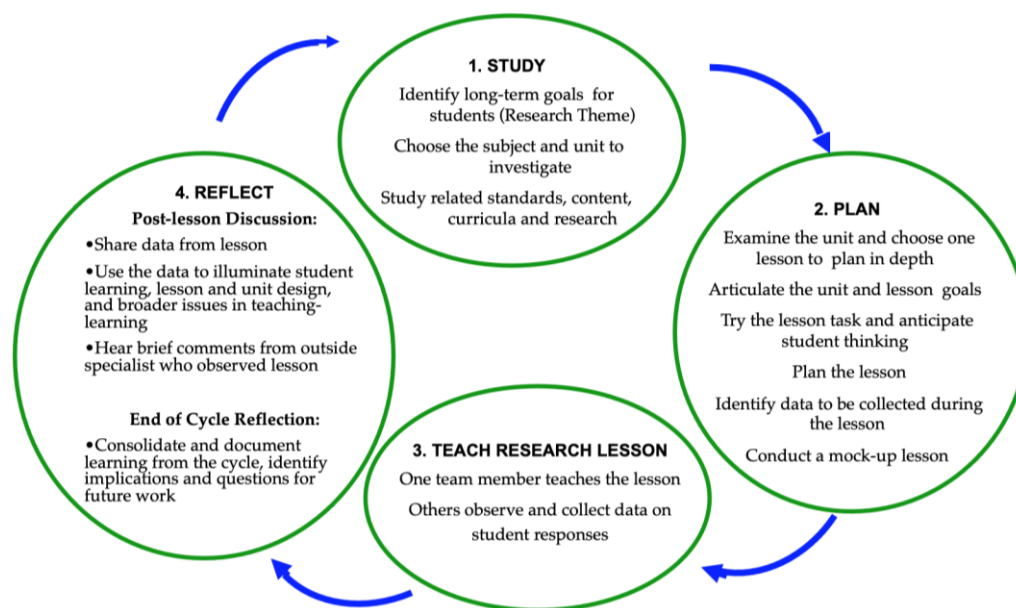 1. STUDY
Identify long-term goals for
students (Research Theme)
Choose the subject and unit to
investigate
Study related standards, content,
curricula and research
2. PLAN
Examine the unit and choose one
lesson to plan in depth
Articulate the unit and lesson goals
Try the lesson task and anticipate
student thinking
Plan the lesson
Identify data to be collected during
the lesson
Conduct a mock-up lesson
3. TEACH RESEARCH LESSON
One team member teaches the lesson
Others observe and collect data on
student responses
4. REFLECT
Post-lesson Discussion:
•Share data from lesson
•Use the data to illuminate student
learning, lesson and unit design,
and broader issues in teaching-
learning
•Hear brief comments from outside
specialist who observed lesson
End of Cycle Reflection:
•Consolidate and document
learning from the cycle, identify
implications and questions for
future work